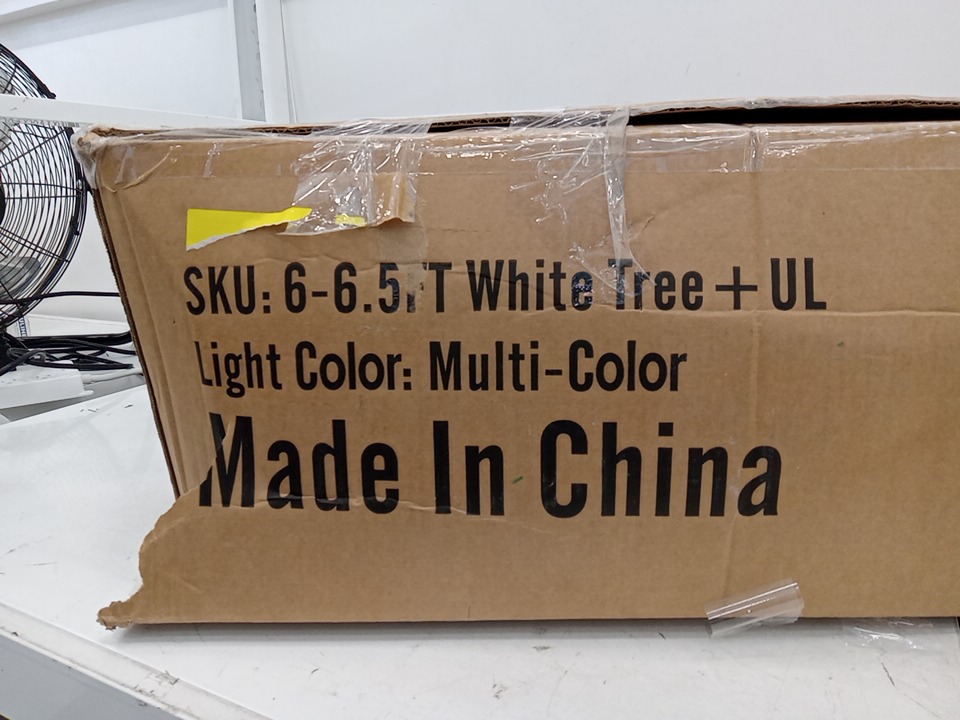 SKU: 6-6.5FT White Tree+UL
Light Color: Multi-Color
Made In China